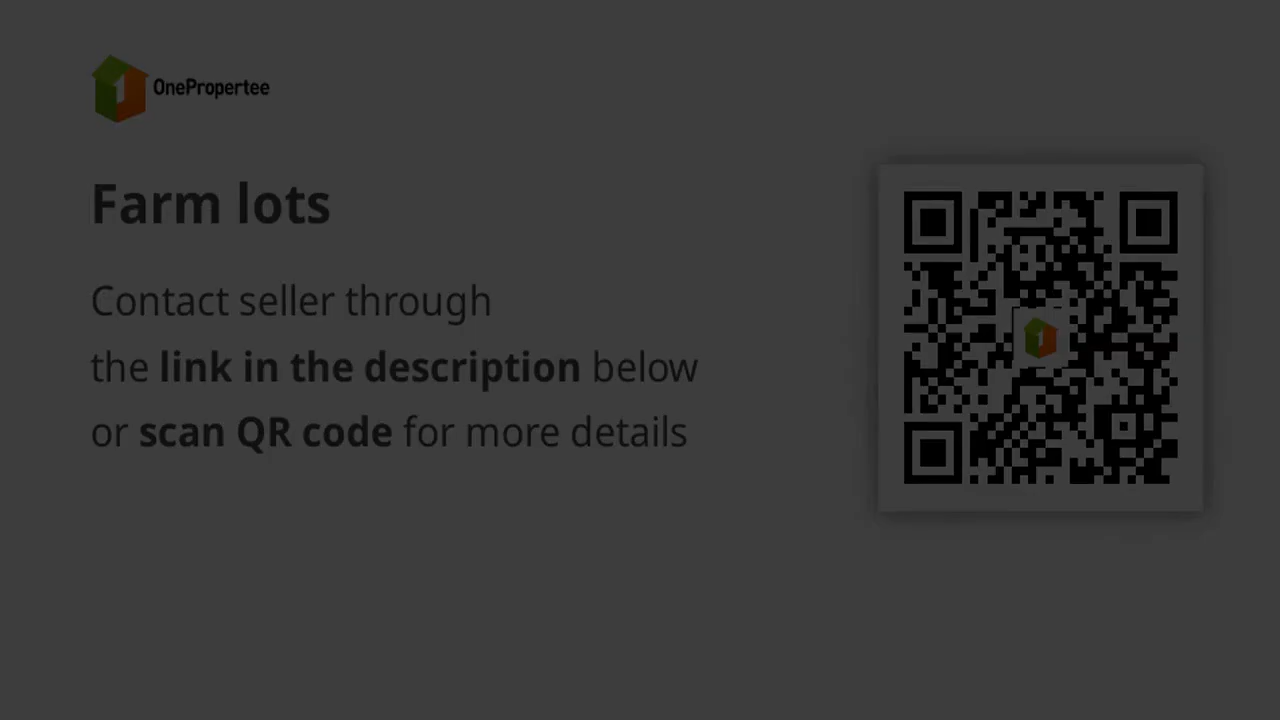 OnePropertee
Farm lots
Contact seller through
the link in the description below
or scan QR code for more details